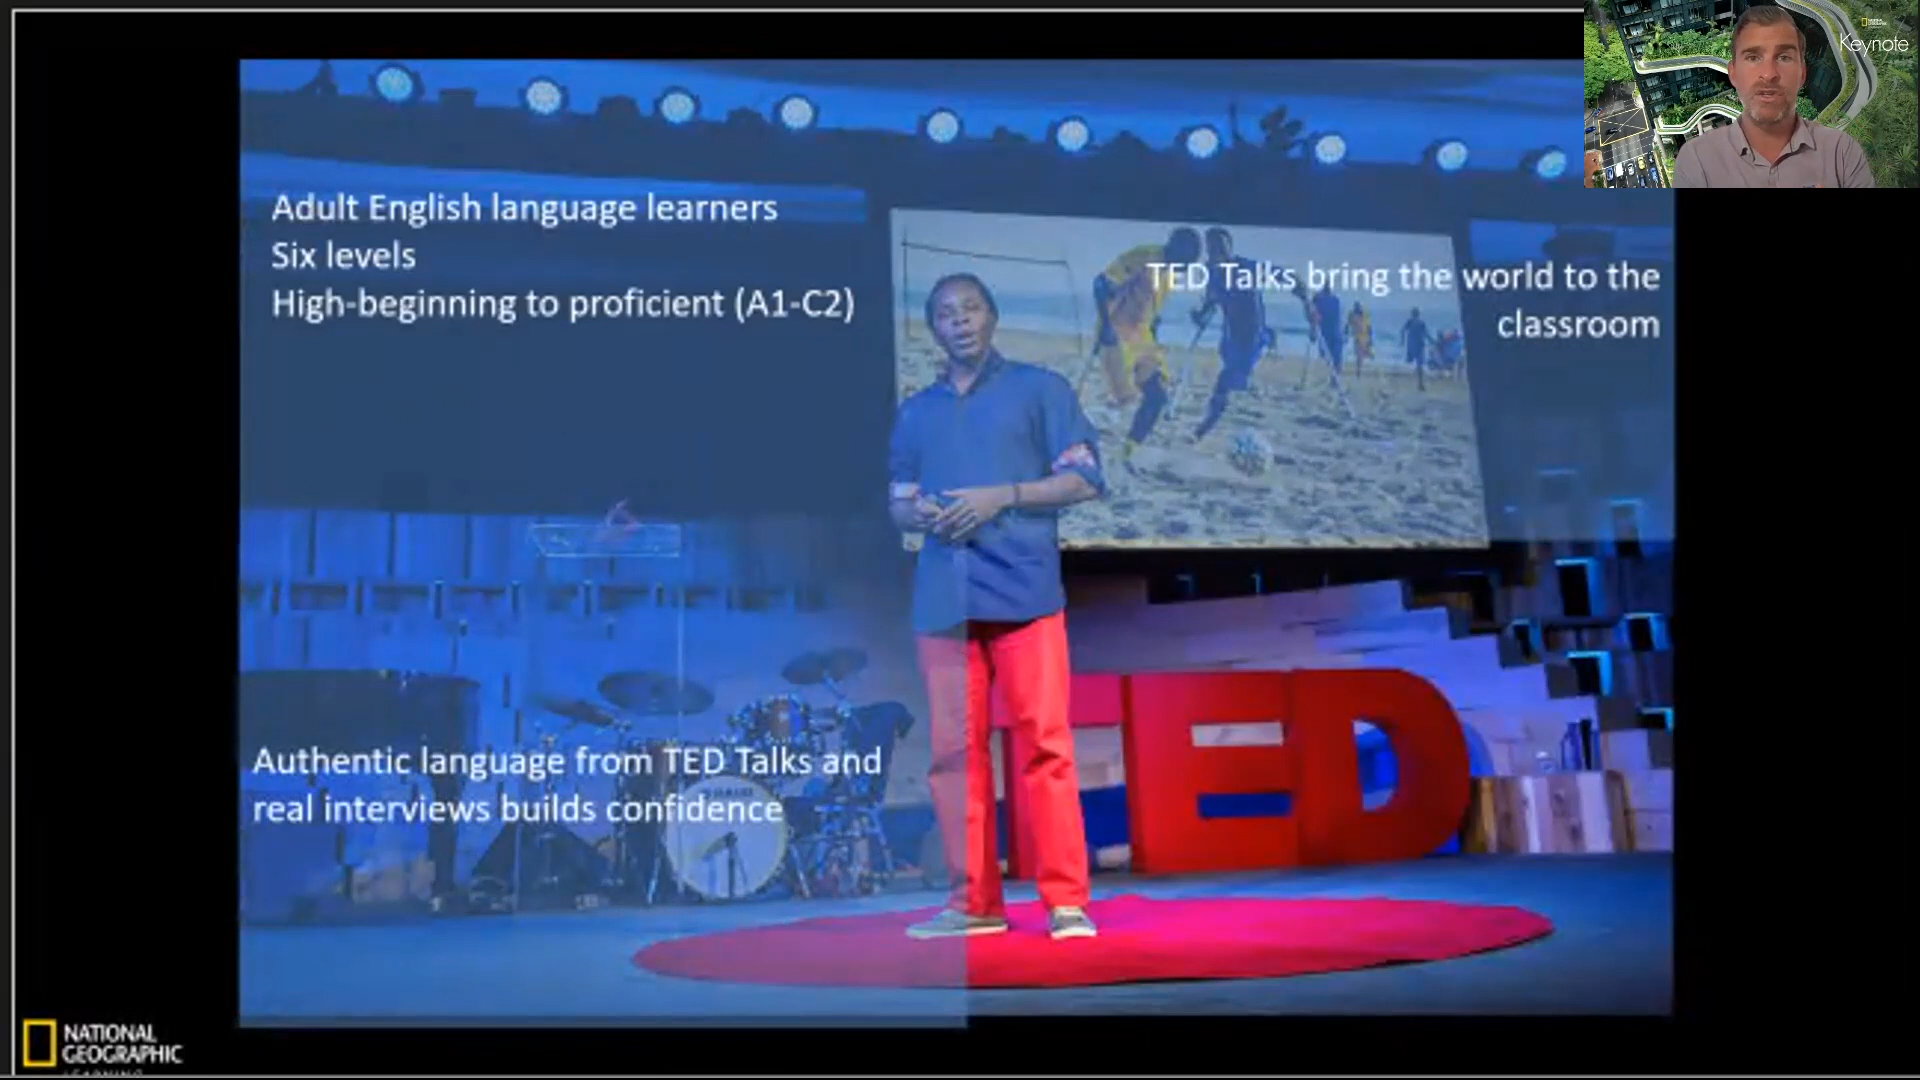 Keynote
Adult English language learners
Six levels
High-beginning to proficient (A1-C2)
TED Talks bring the world to the
classroom
Authentic language from TED Talks and
real interviews builds confidence
TED
NATIONAL
GEOGRAPHIC
LEARNING